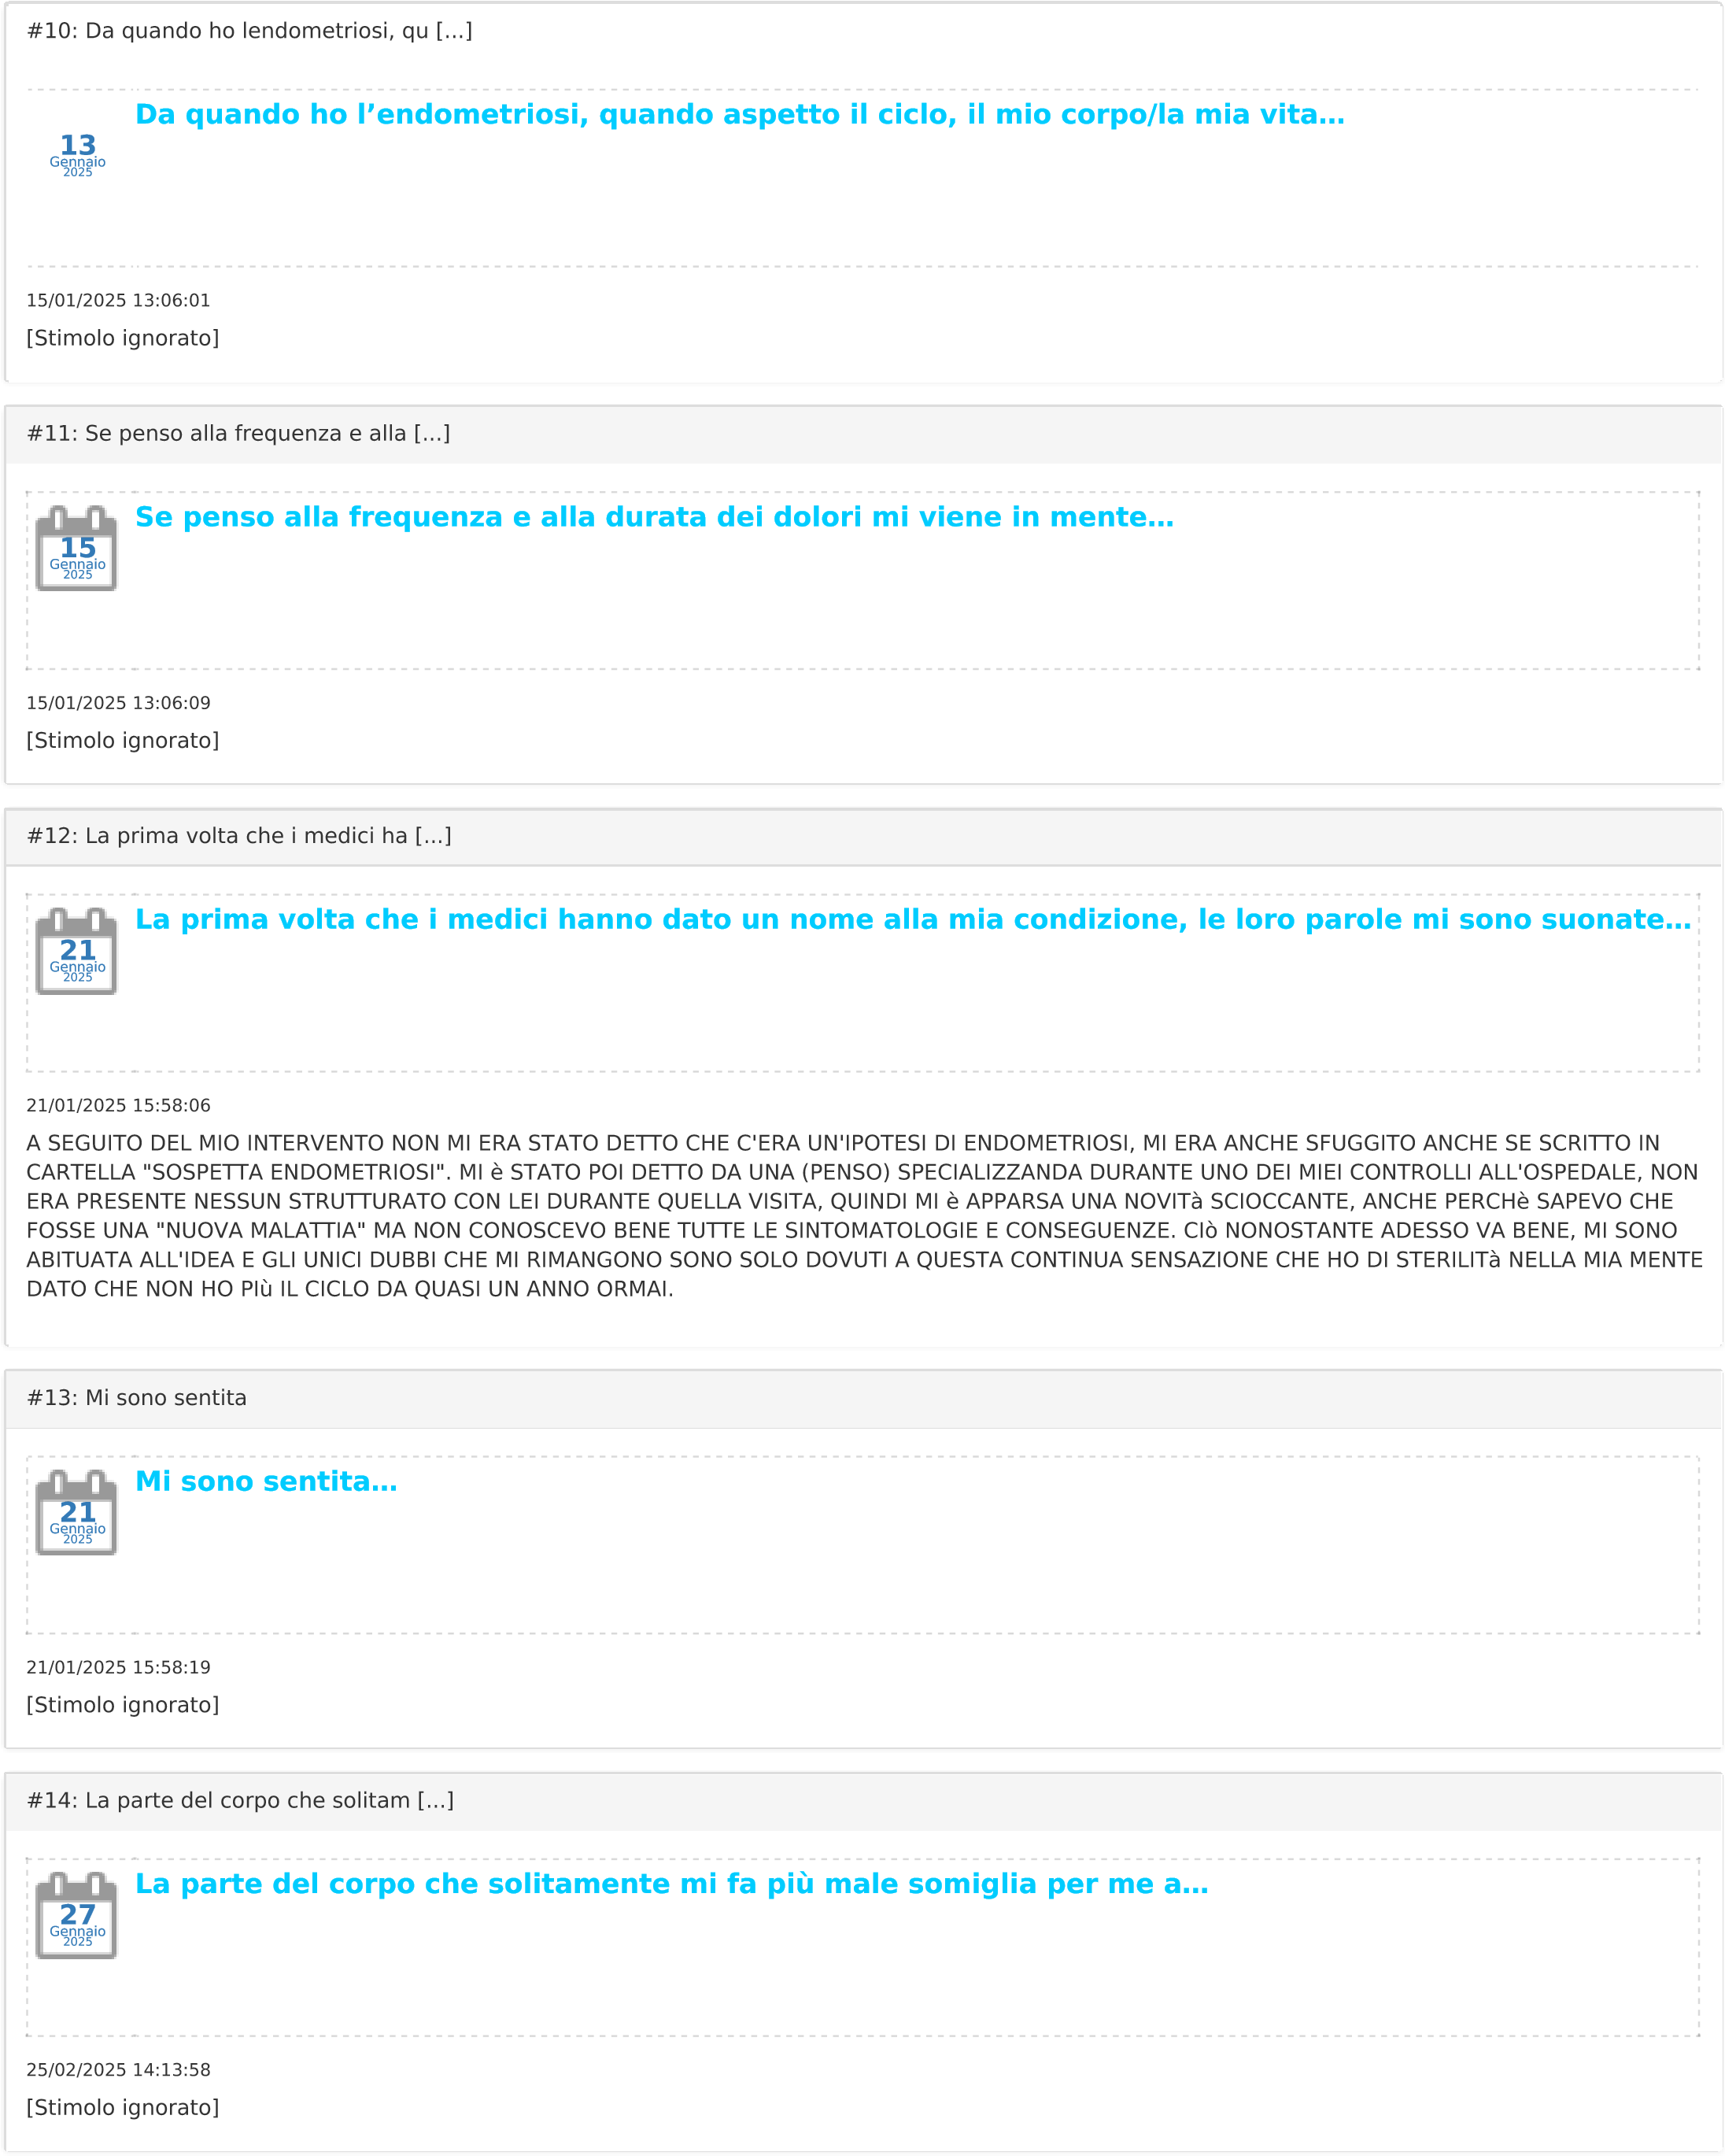 #10: Da quando ho lendometriosi, qu [...]
Da quando ho l’endometriosi, quando aspetto il ciclo, il mio corpo/la mia vita…
13
Gennaio
2025
15/01/2025 13:06:01
[Stimolo ignorato]
#11: Se penso alla frequenza e alla [...]
Se penso alla frequenza e alla durata dei dolori mi viene in mente…
15
Gennaio
2025
15/01/2025 13:06:09
[Stimolo ignorato]
#12: La prima volta che i medici ha [...]
La prima volta che i medici hanno dato un nome alla mia condizione, le loro parole mi sono suonate…
21
Gennaio
2025
21/01/2025 15:58:06
A SEGUITO DEL MIO INTERVENTO NON MI ERA STATO DETTO CHE C'ERA UN'IPOTESI DI ENDOMETRIOSI, MI ERA ANCHE SFUGGITO ANCHE SE SCRITTO IN
CARTELLA "SOSPETTA ENDOMETRIOSI". MI è STATO POI DETTO DA UNA (PENSO) SPECIALIZZANDA DURANTE UNO DEI MIEI CONTROLLI ALL'OSPEDALE, NON
ERA PRESENTE NESSUN STRUTTURATO CON LEI DURANTE QUELLA VISITA, QUINDI MI è APPARSA UNA NOVITà SCIOCCANTE, ANCHE PERCHè SAPEVO CHE
FOSSE UNA "NUOVA MALATTIA" MA NON CONOSCEVO BENE TUTTE LE SINTOMATOLOGIE E CONSEGUENZE. CIò NONOSTANTE ADESSO VA BENE, MI SONO
ABITUATA ALL'IDEA E GLI UNICI DUBBI CHE MI RIMANGONO SONO SOLO DOVUTI A QUESTA CONTINUA SENSAZIONE CHE HO DI STERILITà NELLA MIA MENTE
DATO CHE NON HO PIù IL CICLO DA QUASI UN ANNO ORMAI.
#13: Mi sono sentita
Mi sono sentita…
21
Gennaio
2025
21/01/2025 15:58:19
[Stimolo ignorato]
#14: La parte del corpo che solitam [...]
La parte del corpo che solitamente mi fa più male somiglia per me a…
27
Gennaio
2025
25/02/2025 14:13:58
[Stimolo ignorato]